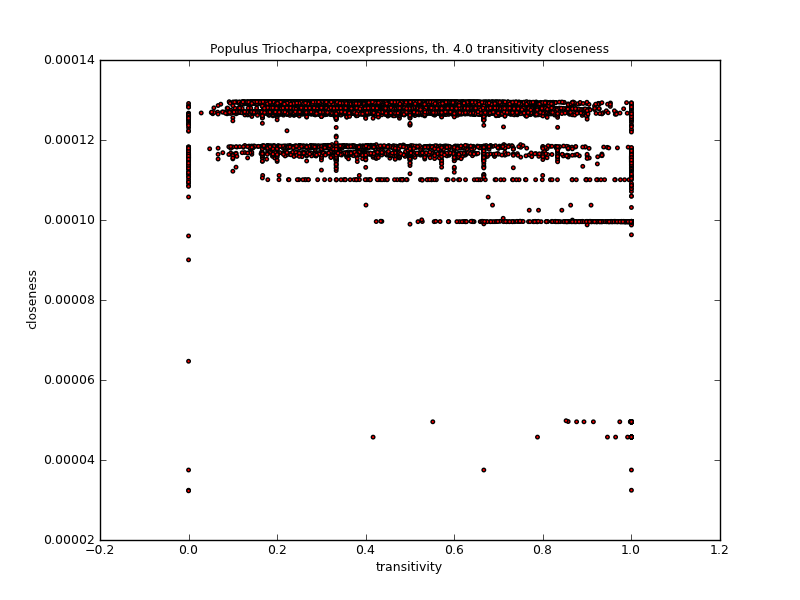 Populus Triocharpa, coexpressions, th. 4.0 transitivity closeness
0.00014
0.00012
0.00010
0.00008
0.00006
0.00004
0.00002
closeness
−0.2 0.0 0.2 0.4 0.6 0.8 1.0 1.2
transitivity